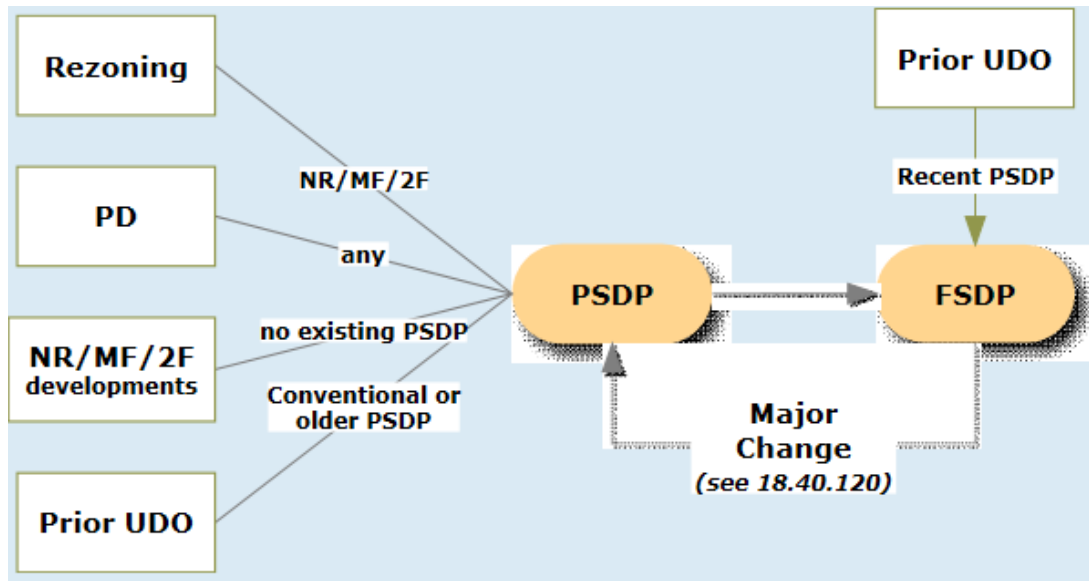 Rezoning
Prior UDO
NR/MF/2F
Recent PSDP
PD
any
PSDP
FSDP
no existing PSDP
NR/MF/2F
developments
Conventional or
older PSDP
Major
Change
(see 18.40.120)
Prior UDO